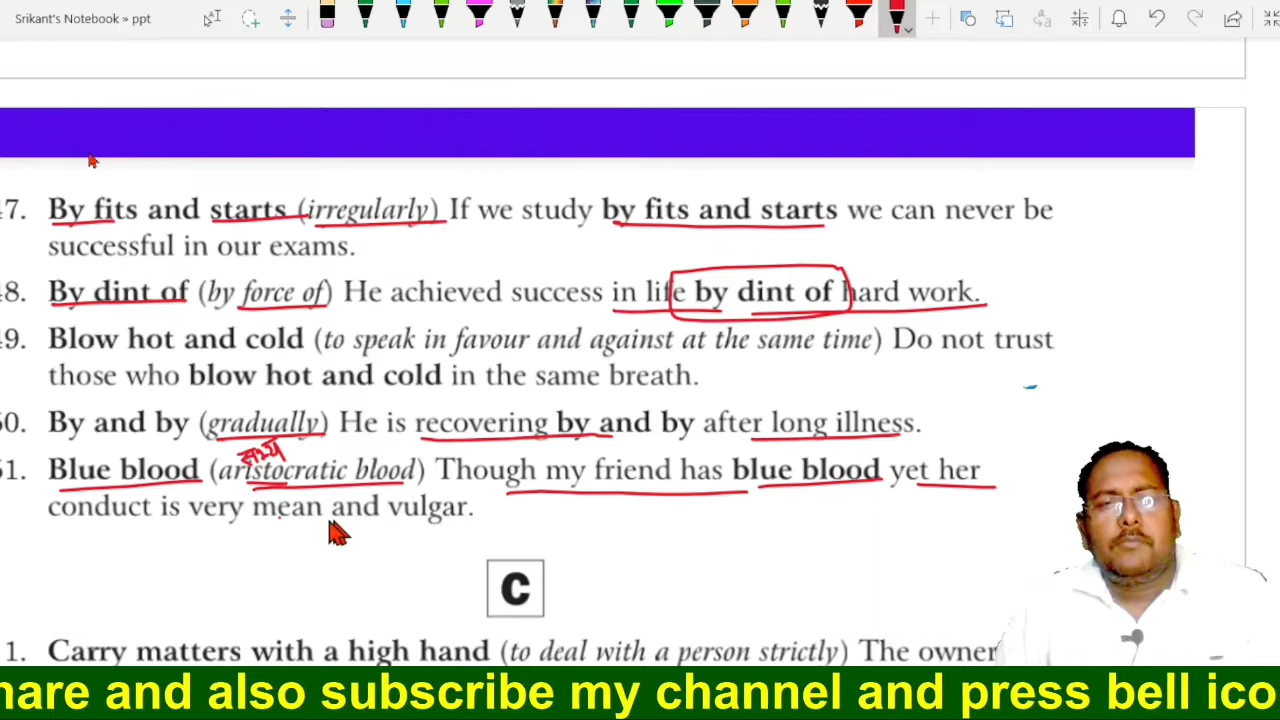 Srikant's Notebook » ppt
47. By fits and starts (irregularly) If we study by fits and starts we can never be
successful in our exams.
48. By dint of (by force of) He achieved success in life by dint of hard work.
49. Blow hot and cold (to speak in favour and against at the same time) Do not trust
those who blow hot and cold in the same breath.
50. By and by (gradually) He is recovering by and by after long illness.
सभ्य
51. Blue blood (aristocratic blood) Though my friend has blue blood yet her
conduct is very mean and vulgar.
C
1. Carry matters with a high hand (to deal with a person strictly) The owner
hare and also subscribe my channel and press bell ico